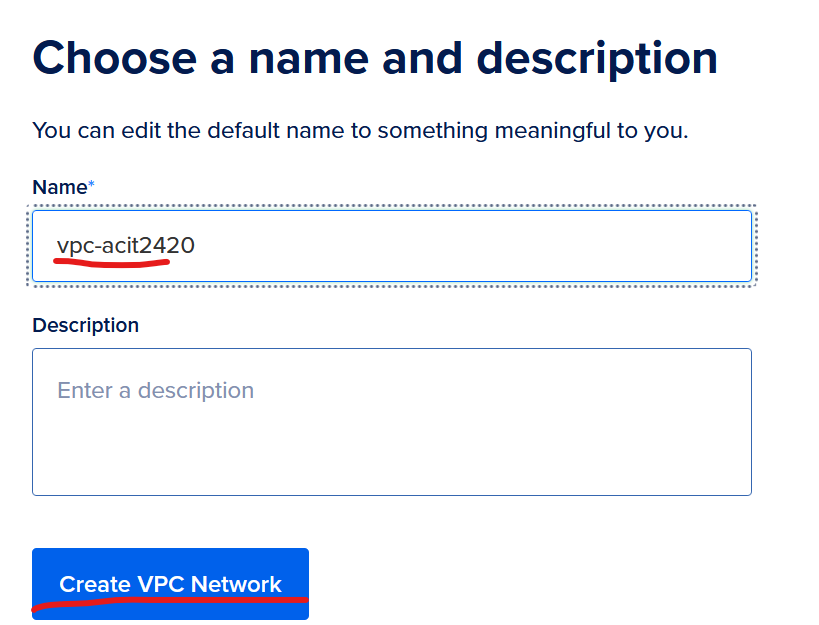 Choose a name and description
You can edit the default name to something meaningful to you.
Name*
vpc-acit2420
Description
Enter a description
Create VPC Network